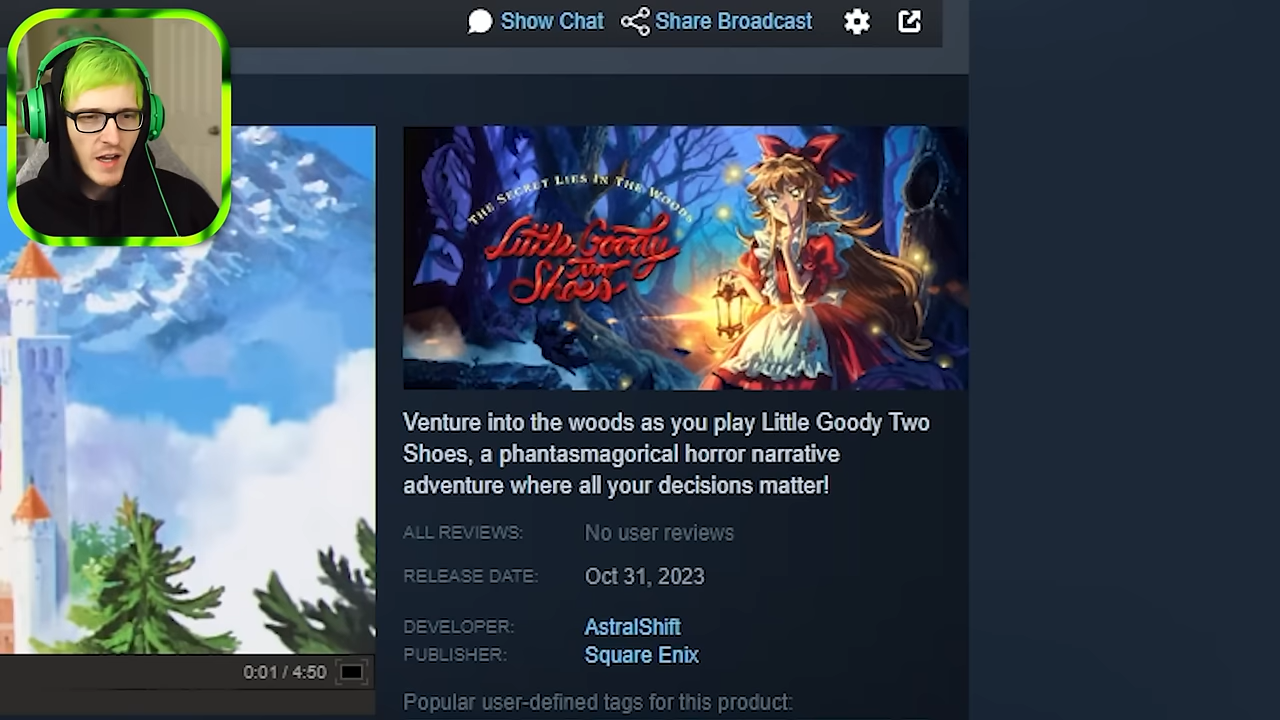 Show Chat Share Broadcast
THE SECRET LIES IN THE WOODS
Little Goody
Two
Shoes
Venture into the woods as you play Little Goody Two
Shoes, a phantasmagorical horror narrative
adventure where all your decisions matter!
ALL REVIEWS: No user reviews
RELEASE DATE: Oct 31, 2023
DEVELOPER: AstralShift
PUBLISHER: Square Enix
0:01 / 4:50
Popular user-defined tags for this product: